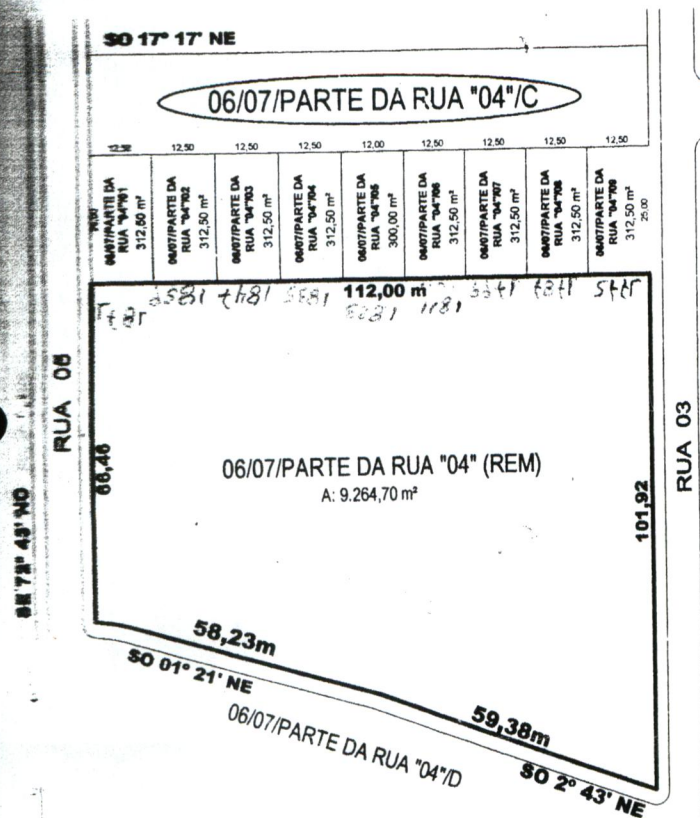 SO 17° 17' NE
06/07/PARTE DA RUA "04"/C
12,50 12,50 12,50 12,50 12,00 12,50 12,50 12,50 12,50
06/07/PARTE DA
RUA "04"/01
312,50 m²
06/07/PARTE DA
RUA "04"/02
312,50 m²
06/07/PARTE DA
RUA "04"/03
312,50 m²
06/07/PARTE DA
RUA "04"/04
312,50 m²
06/07/PARTE DA
RUA "04"/05
300,00 m²
06/07/PARTE DA
RUA "04"/06
312,50 m²
06/07/PARTE DA
RUA "04"/07
312,50 m²
06/07/PARTE DA
RUA "04"/08
312,50 m²
06/07/PARTE DA
RUA "04"/09
312,50 m²
25,00
112,00 m
RUA
66,46
06/07/PARTE DA RUA "04" (REM)
A: 9.264,70 m²
101,92
RUA 03
58,23m
SO 01° 21' NE
59,38m
SO 2° 43' NE
06/07/PARTE DA RUA "04"/D